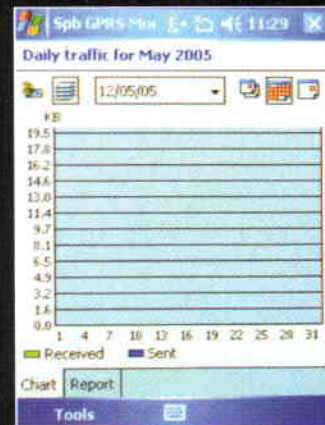 Spb GPRS Mon 11:29
Daily traffic for May 2005
12/05/05
KB
19.5
17.8
16.2
14.6
13.0
11.4
9.7
8.1
6.5
4.9
3.2
1.6
0.0
1 4 7 10 13 16 19 22 25 28 31
Received Sent
Chart Report
Tools